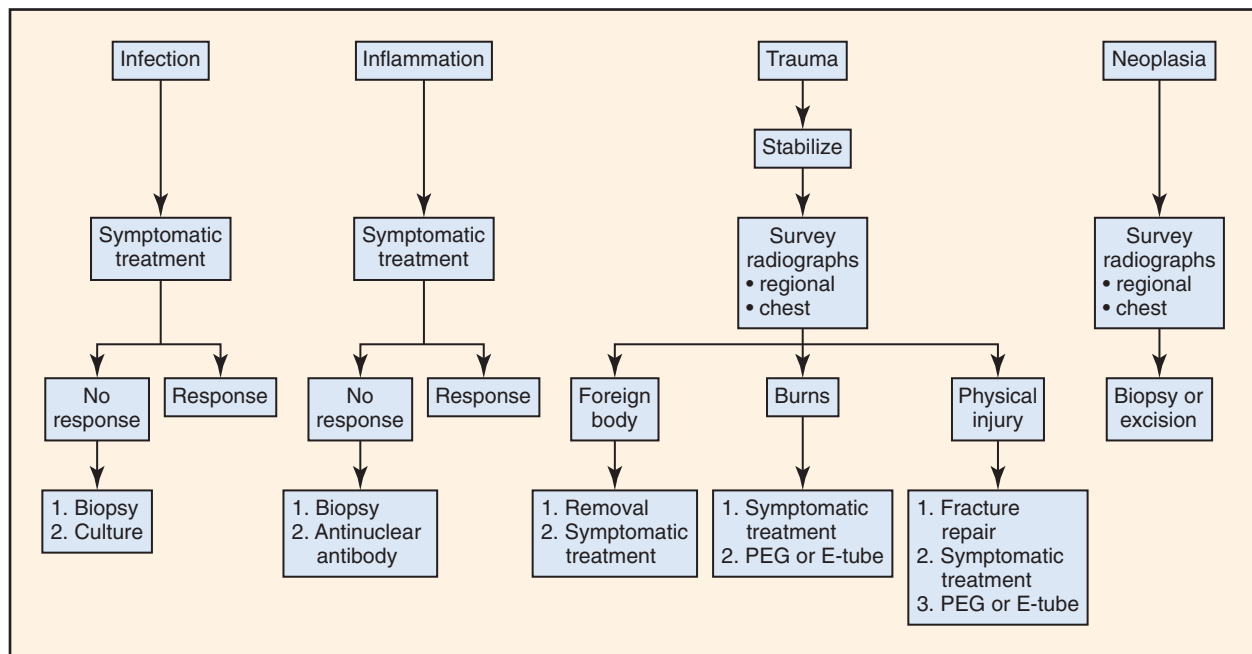 Infection
Inflammation
Trauma
Neoplasia
Stabilize
Symptomatic
treatment
Symptomatic
treatment
Survey
radiographs
• regional
• chest
Survey
radiographs
• regional
• chest
No
response
Response
No
response
Response
Foreign
body
Burns
Physical
injury
Biopsy or
excision
1. Biopsy
2. Culture
1. Biopsy
2. Antinuclear
antibody
1. Removal
2. Symptomatic
treatment
1. Symptomatic
treatment
2. PEG or E-tube
1. Fracture
repair
2. Symptomatic
treatment
3. PEG or E-tube